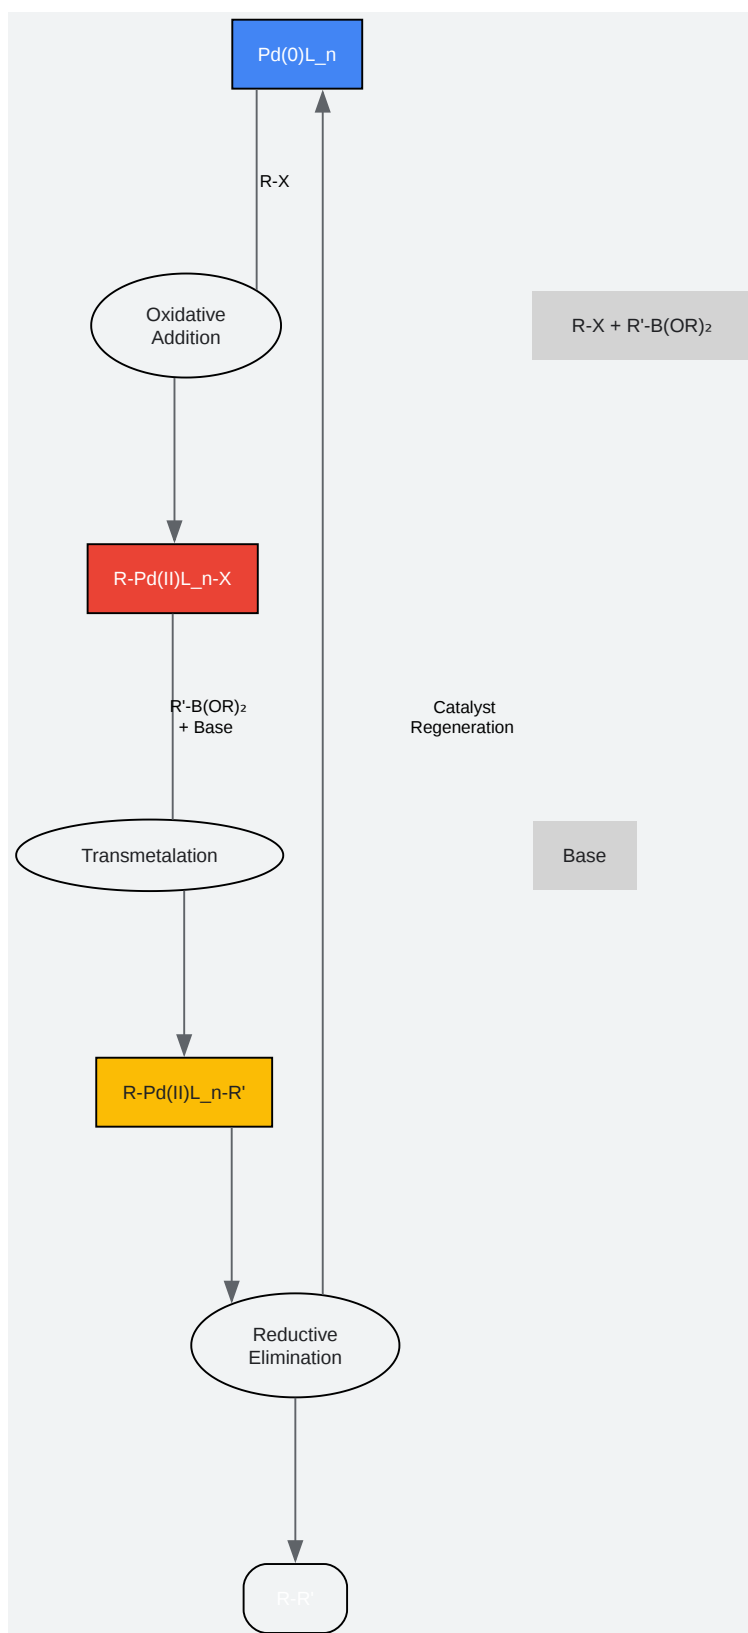 Pd(0)L_n
R-X
Oxidative
Addition
R-X + R'-B(OR)₂
R-Pd(II)L_n-X
R'-B(OR)₂
+ Base
Catalyst
Regeneration
Transmetalation
Base
R-Pd(II)L_n-R'
Reductive
Elimination
R-R'